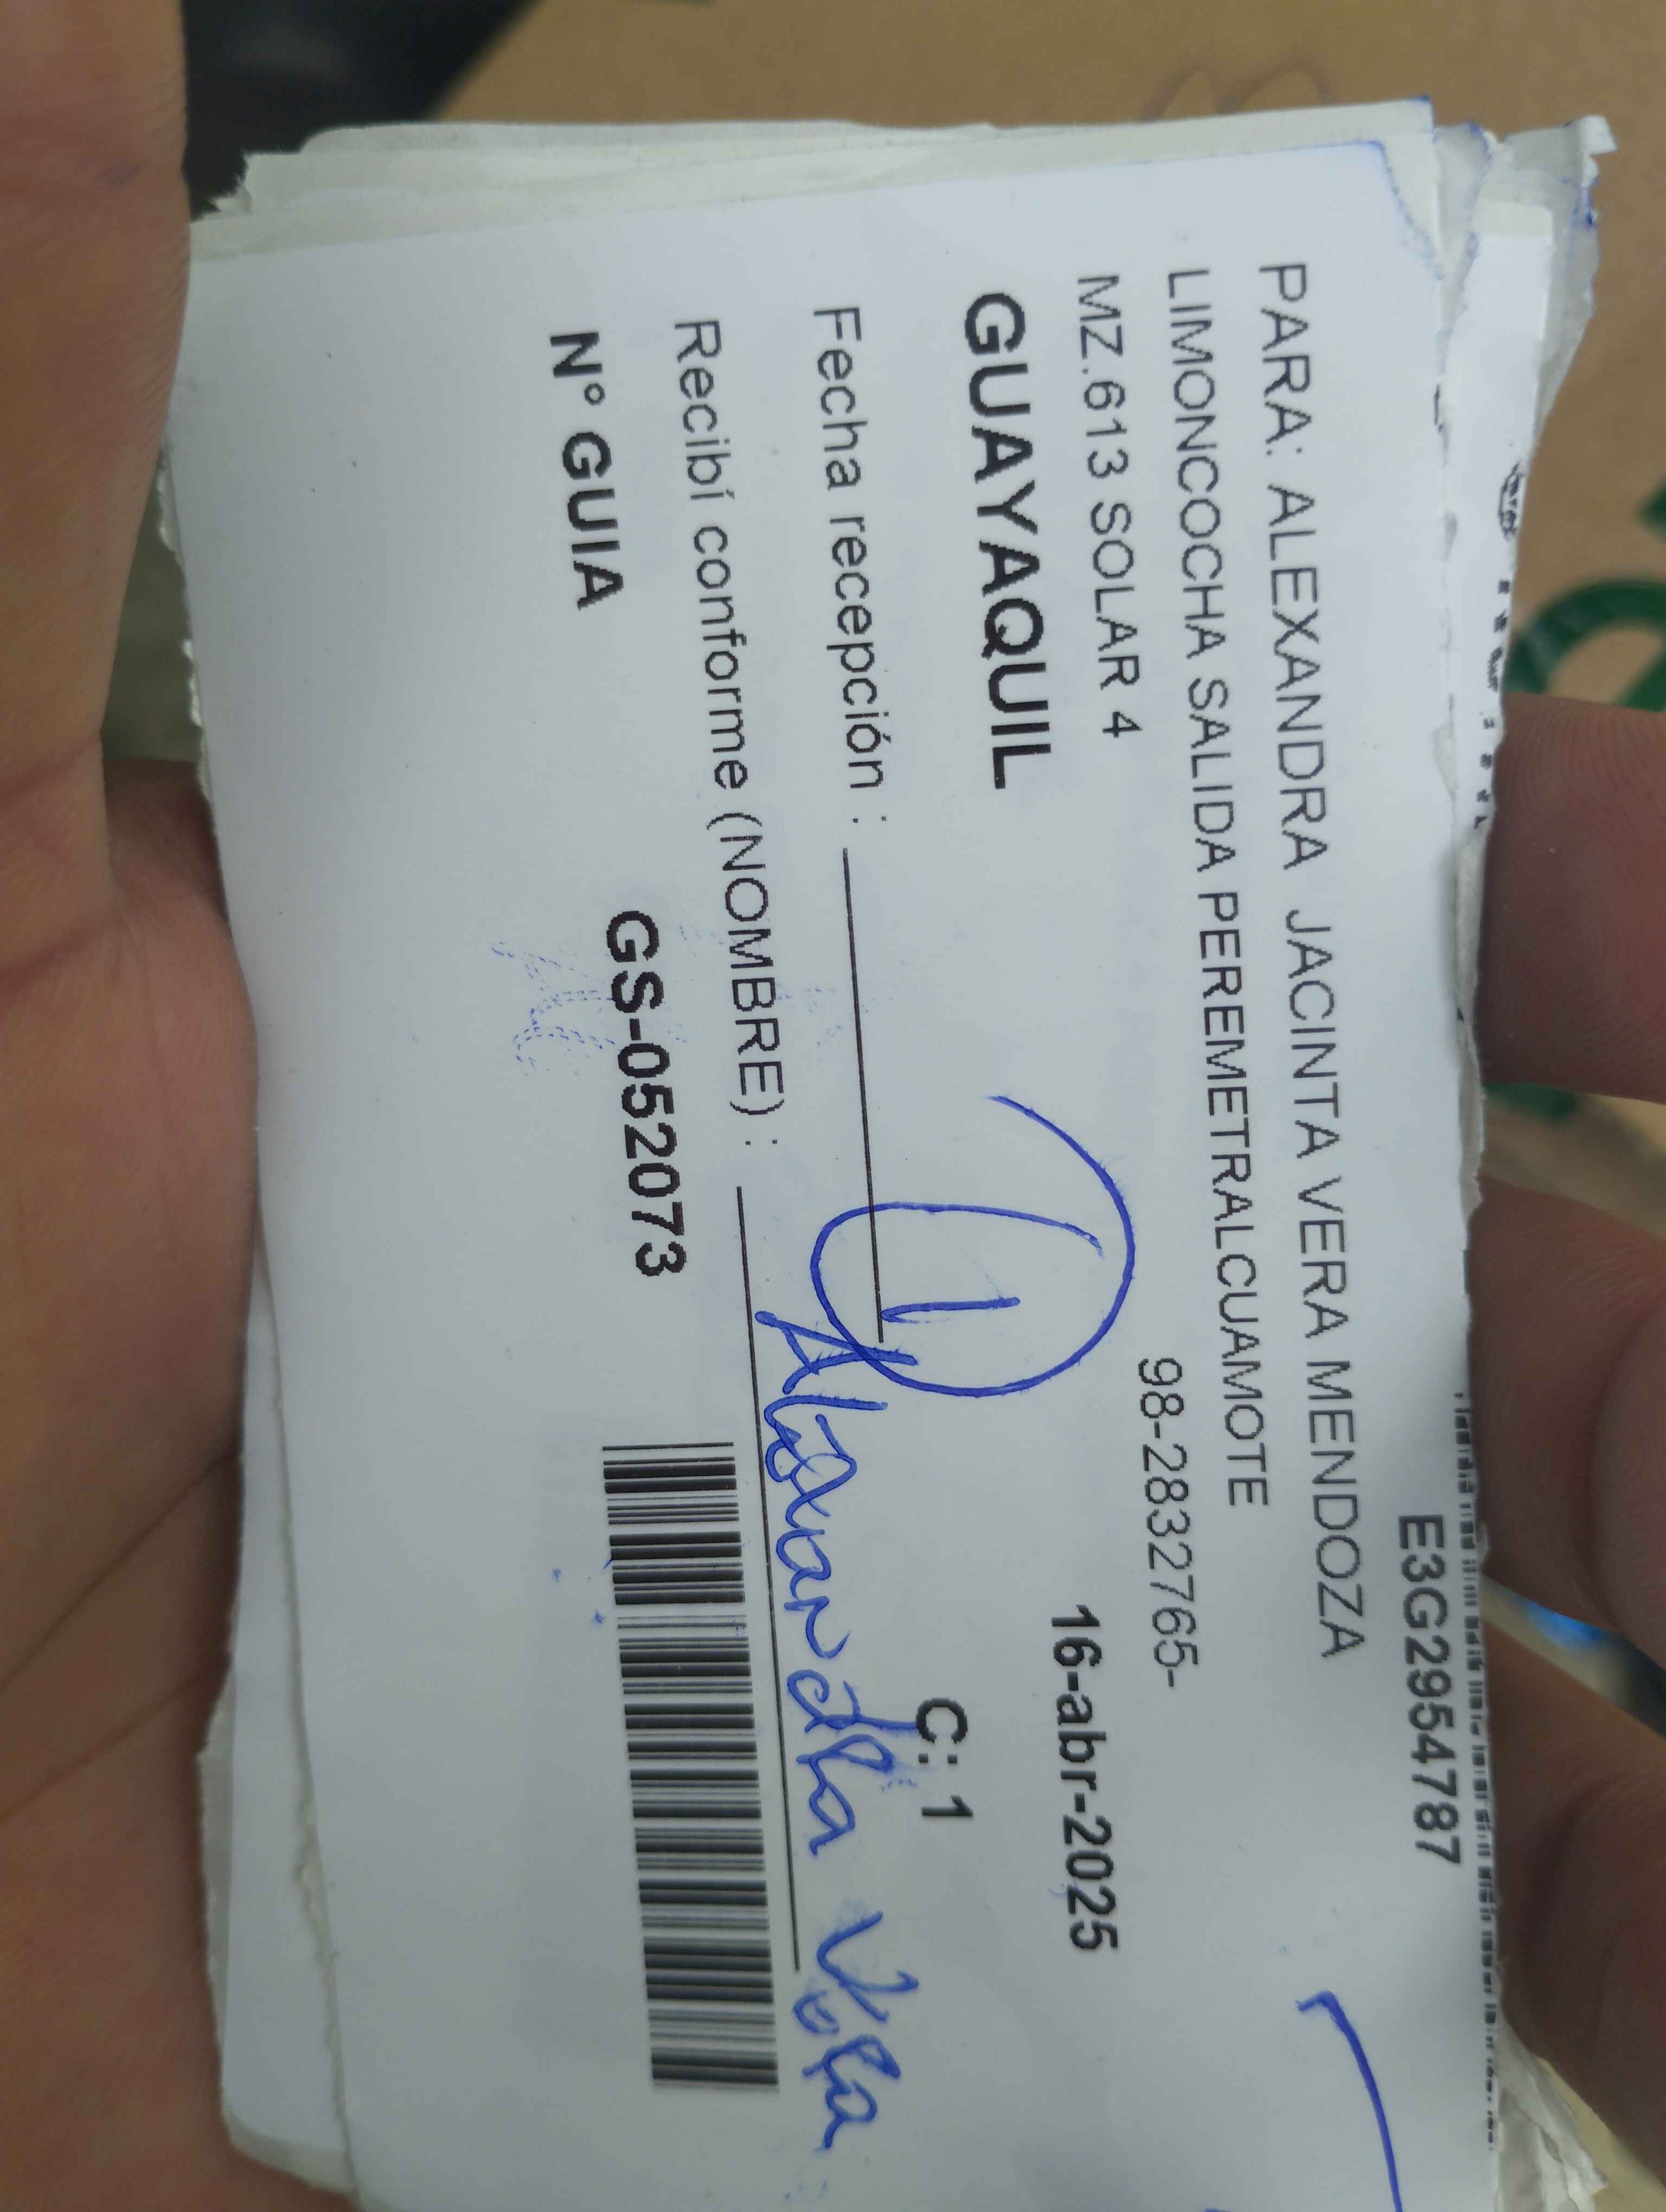 E3G2954787
PARA: ALEXANDRA JACINTA VERA MENDOZA
LIMONCOCHA SALIDA PEREMETRALCUAMOTE
MZ.613 SOLAR 4 98-2832765-
GUAYAQUIL 16-abr-2025
C: 1
Fecha recepción :
Recibí conforme (NOMBRE) : Alexandra Vera
N° GUIA GS-052073